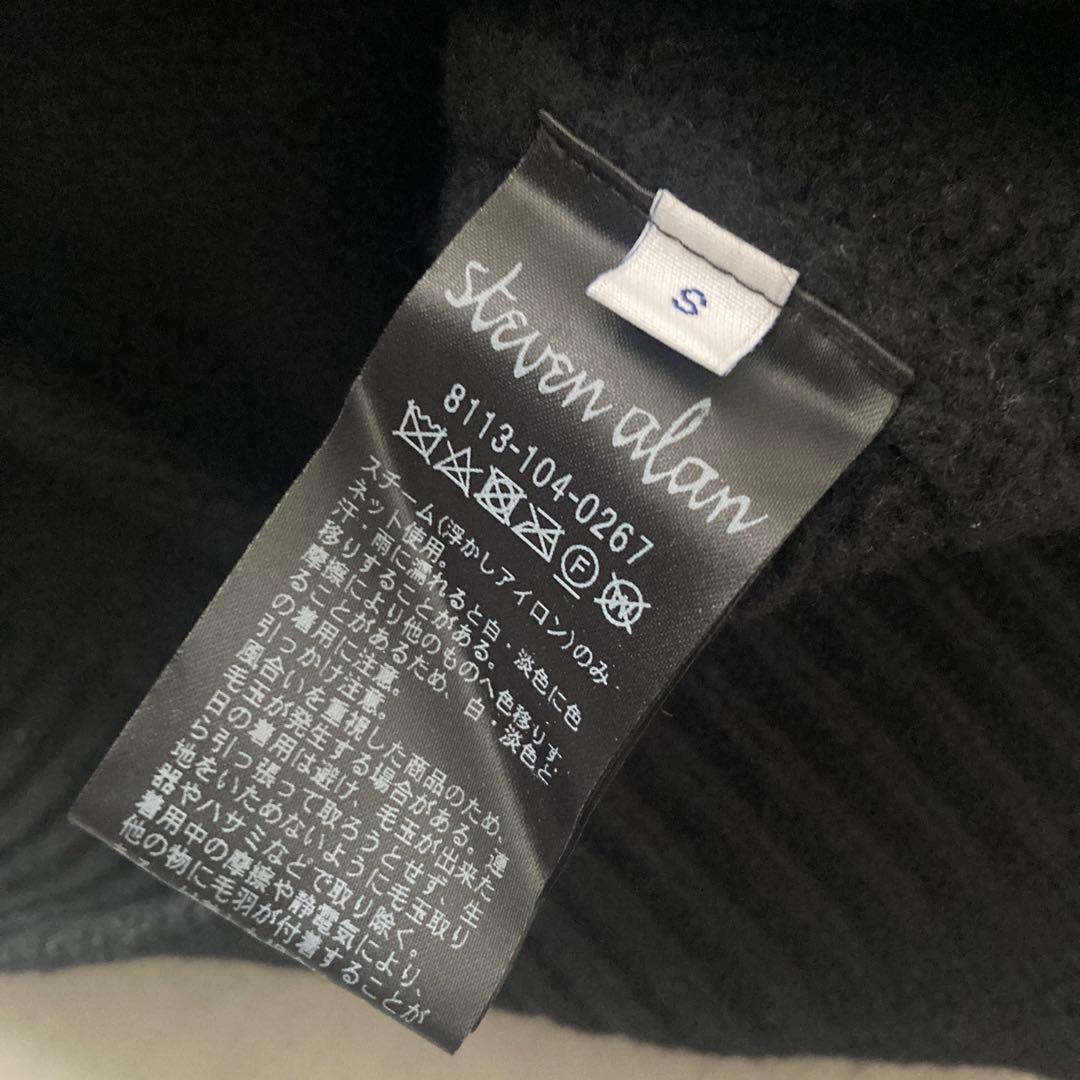 S
steven alan
8113-104-0267
F W
スチーム(浮かしアイロン)のみ
ネット使用。
汗・雨に濡れると白・淡色に色
移りすることがある。
摩擦により他のものへ色移りす
ることがあるため、白・淡色と
の着用に注意。
引っかけ注意。
風合いを重視した商品のため、
毛玉が発生する場合がある。連
日の着用は避け、毛玉が出来た
ら引っ張って取ろうとせず、生
地をいためないように毛玉取り
器やハサミなどで取り除く。
着用中の摩擦や静電気により、
他の物に毛羽が付着することが